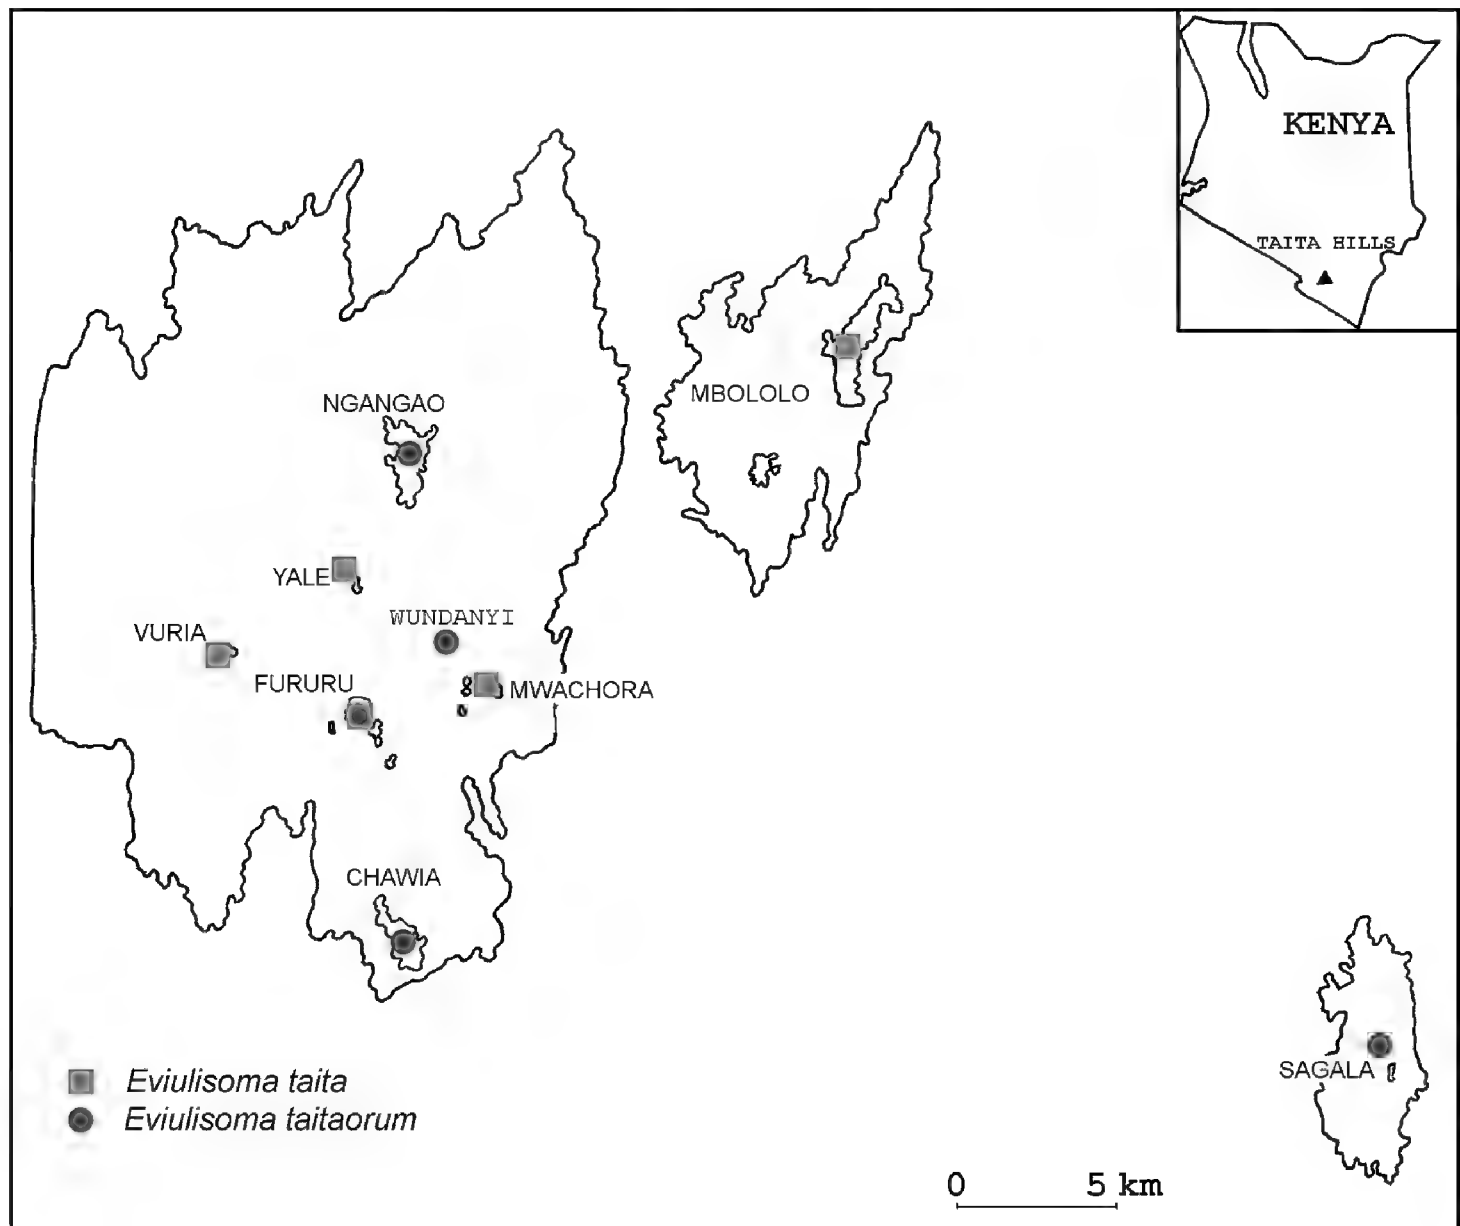 KENYA
TAITA HILLS
MBOLOLO
NGANGAO
YALE
WUNDANYI
VURIA
FURURU
MWACHORA
CHAWIA
SAGALA
Eviulisoma taita
Eviulisoma taitaorum
0 5 km